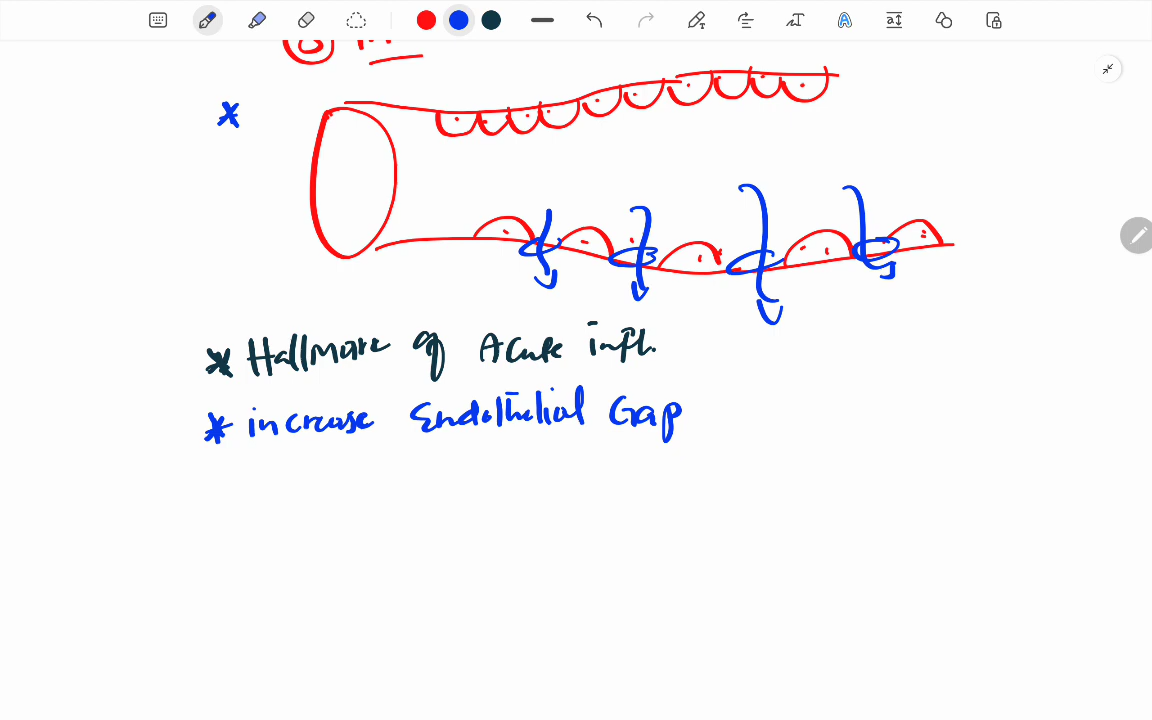 * Hallmark of Acute infl.
* increase Endothelial Gap